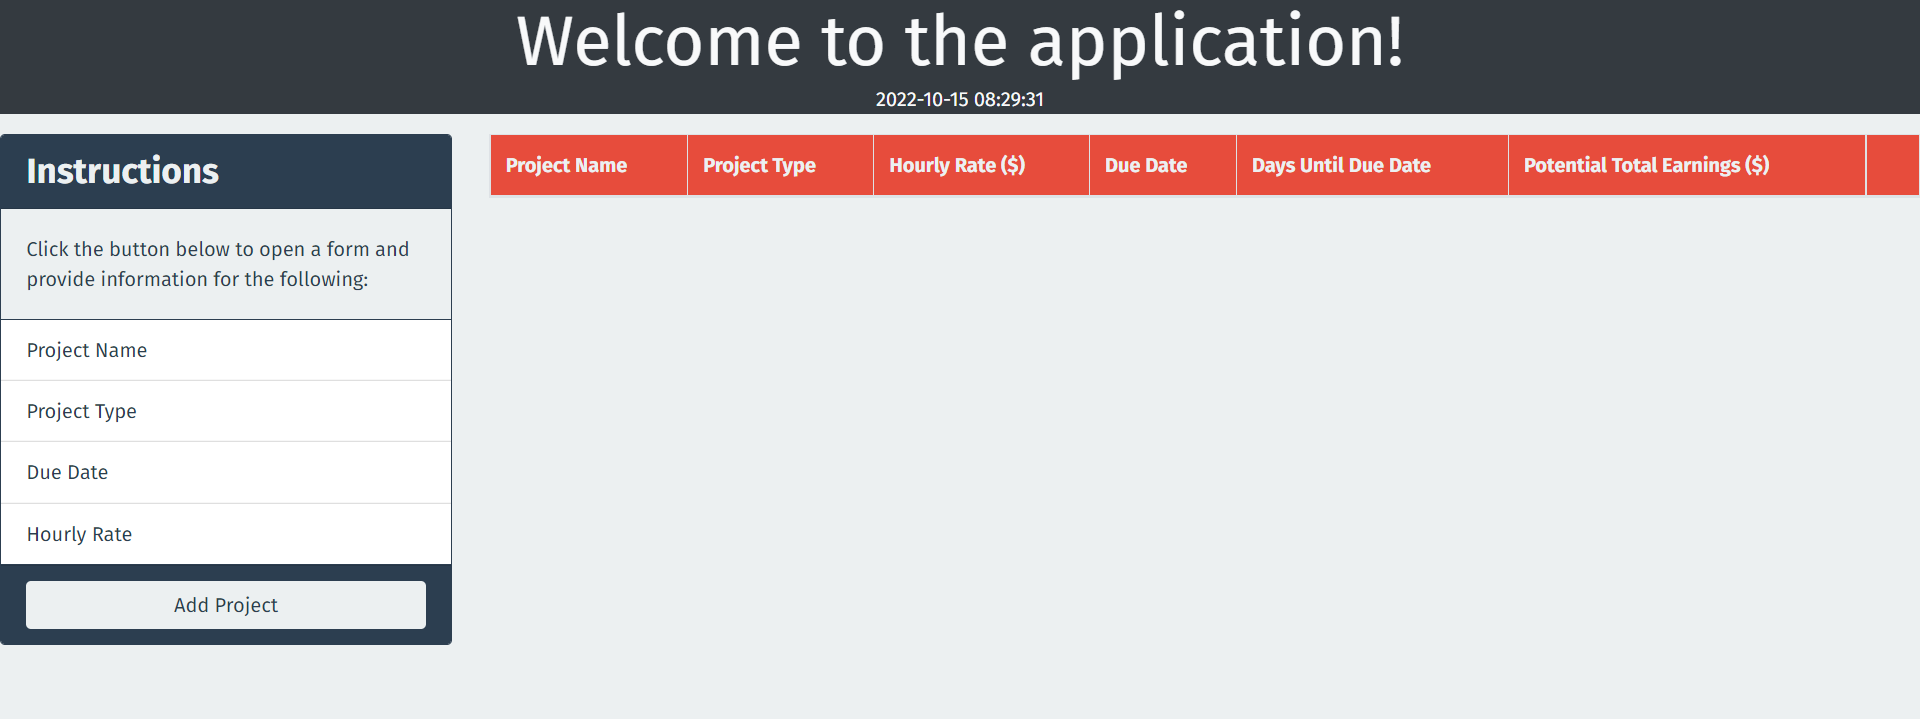 Welcome to the application!
2022-10-15 08:29:31
Instructions
Click the button below to open a form and
provide information for the following:
Project Name
Project Type
Due Date
Hourly Rate
Add Project
Project Name Project Type Hourly Rate ($) Due Date Days Until Due Date Potential Total Earnings ($)